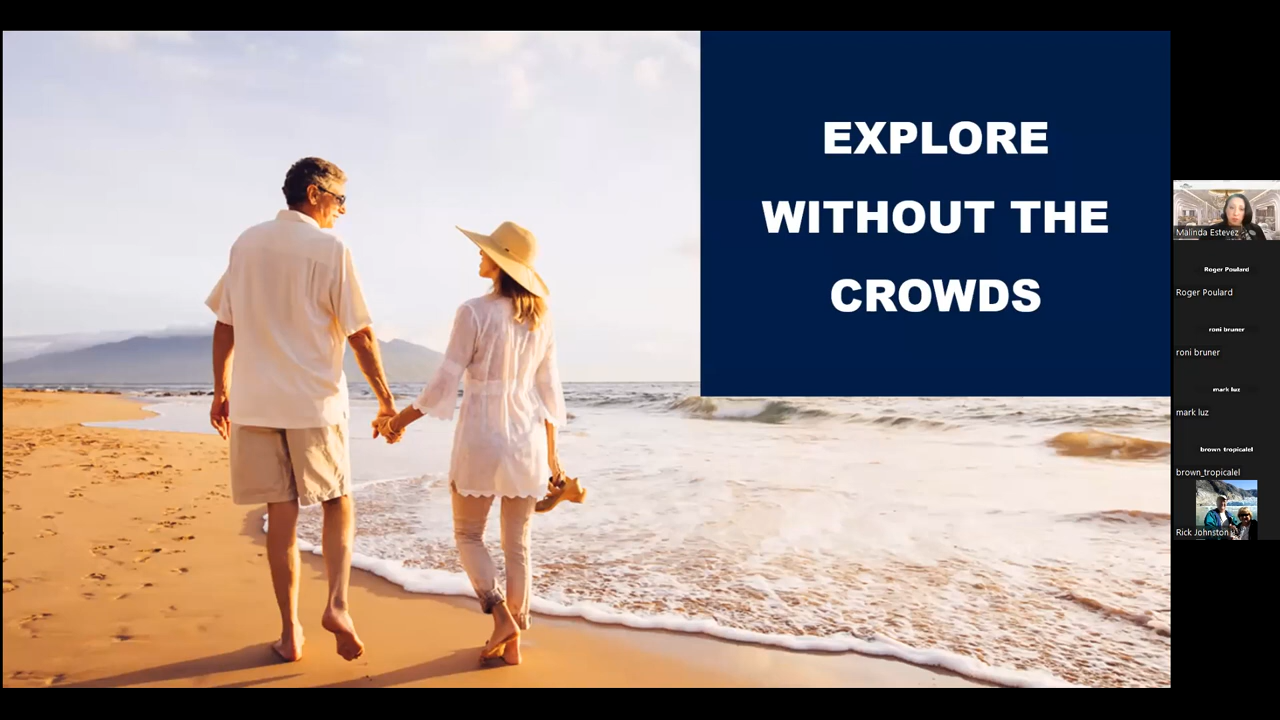 EXPLORE
WITHOUT THE
CROWDS
Malinda Estevez
Roger Poulard
Roger Poulard
roni bruner
roni bruner
mark luz
mark luz
brown_tropicalel
brown_tropicalel
Rick Johnston